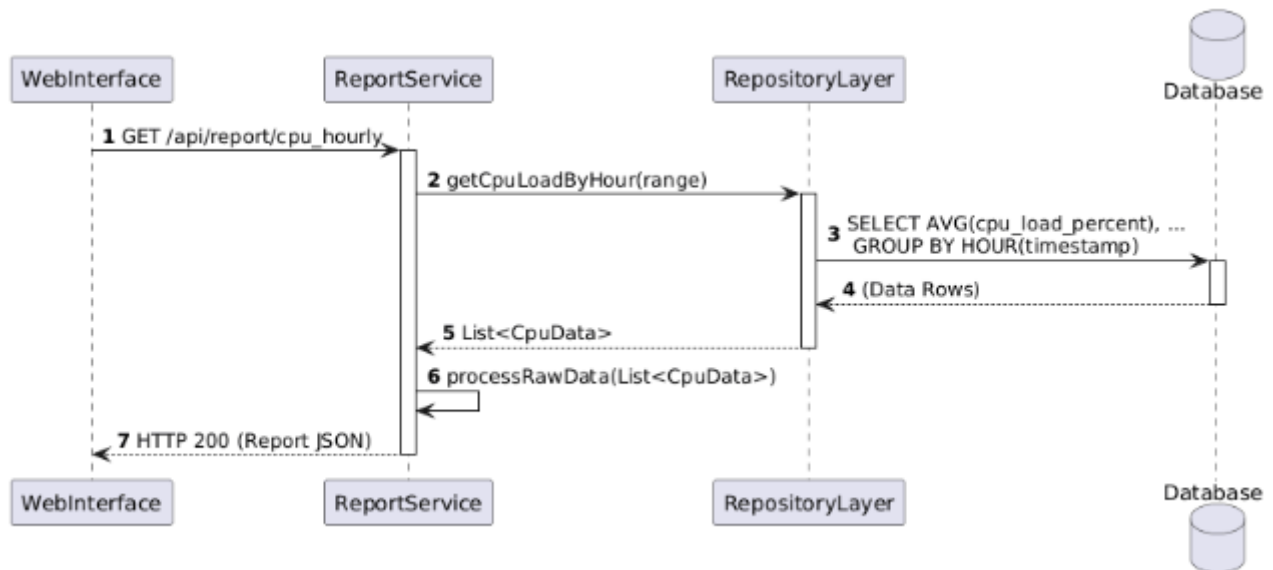 WebInterface
ReportService
RepositoryLayer
Database
1 GET /api/report/cpu_hourly
2 getCpuLoadByHour(range)
3 SELECT AVG(cpu_load_percent), ...
GROUP BY HOUR(timestamp)
4 (Data Rows)
5 List<CpuData>
6 processRawData(List<CpuData>)
7 HTTP 200 (Report JSON)
WebInterface
ReportService
RepositoryLayer
Database